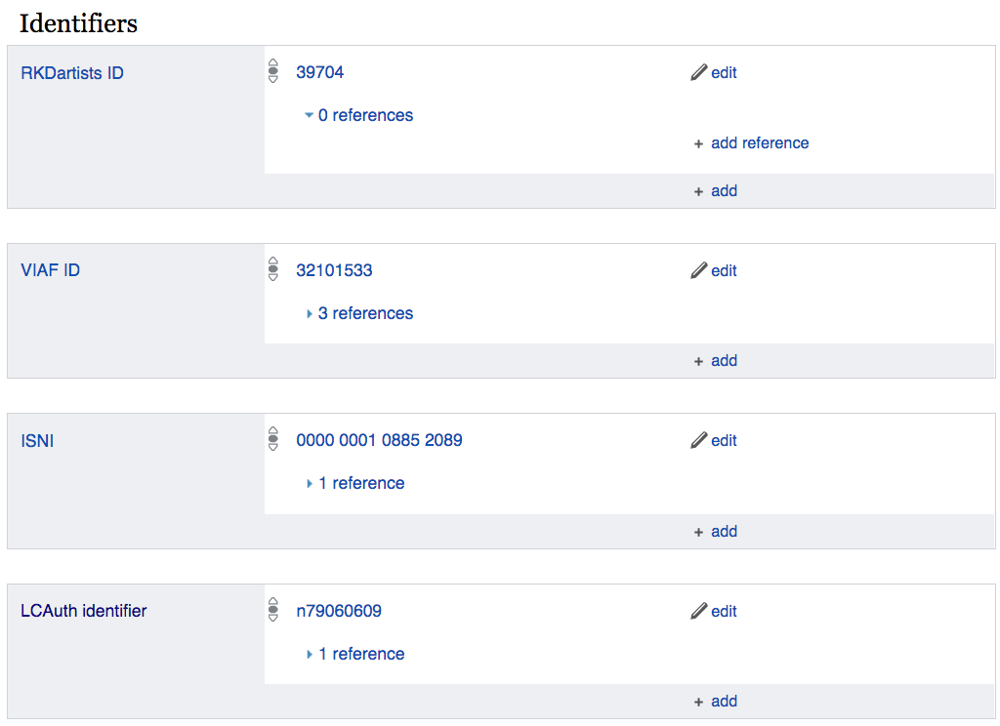 Identifiers
RKDartists ID
39704
edit
0 references
+ add reference
+ add
VIAF ID
32101533
edit
3 references
+ add
ISNI
0000 0001 0885 2089
edit
1 reference
+ add
LCAuth identifier
n79060609
edit
1 reference
+ add